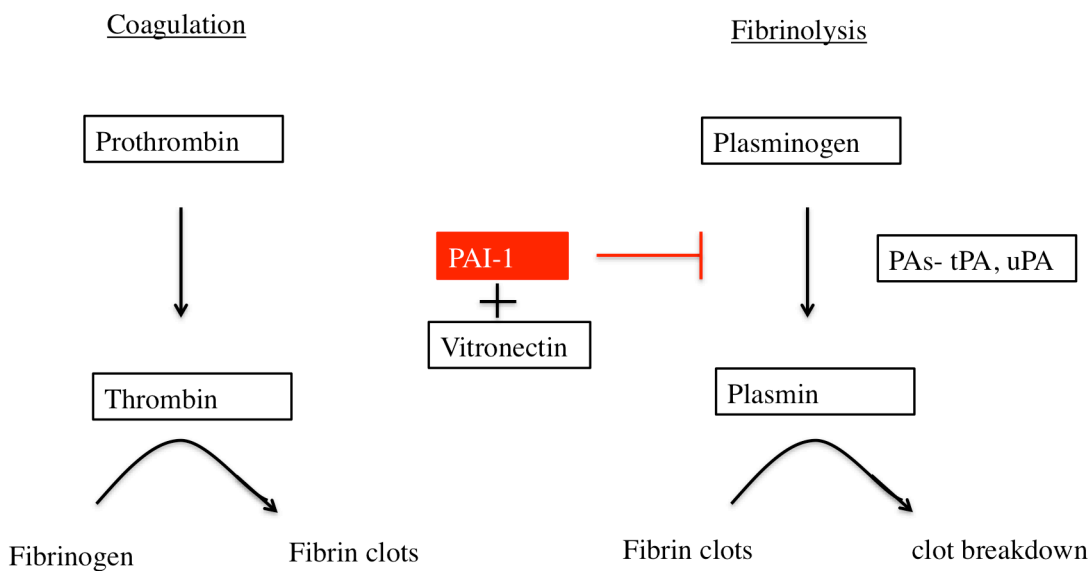 Coagulation
Fibrinolysis
Prothrombin
Plasminogen
PAI-1
PAs- tPA, uPA
Vitronectin
Thrombin
Plasmin
Fibrinogen
Fibrin clots
Fibrin clots
clot breakdown